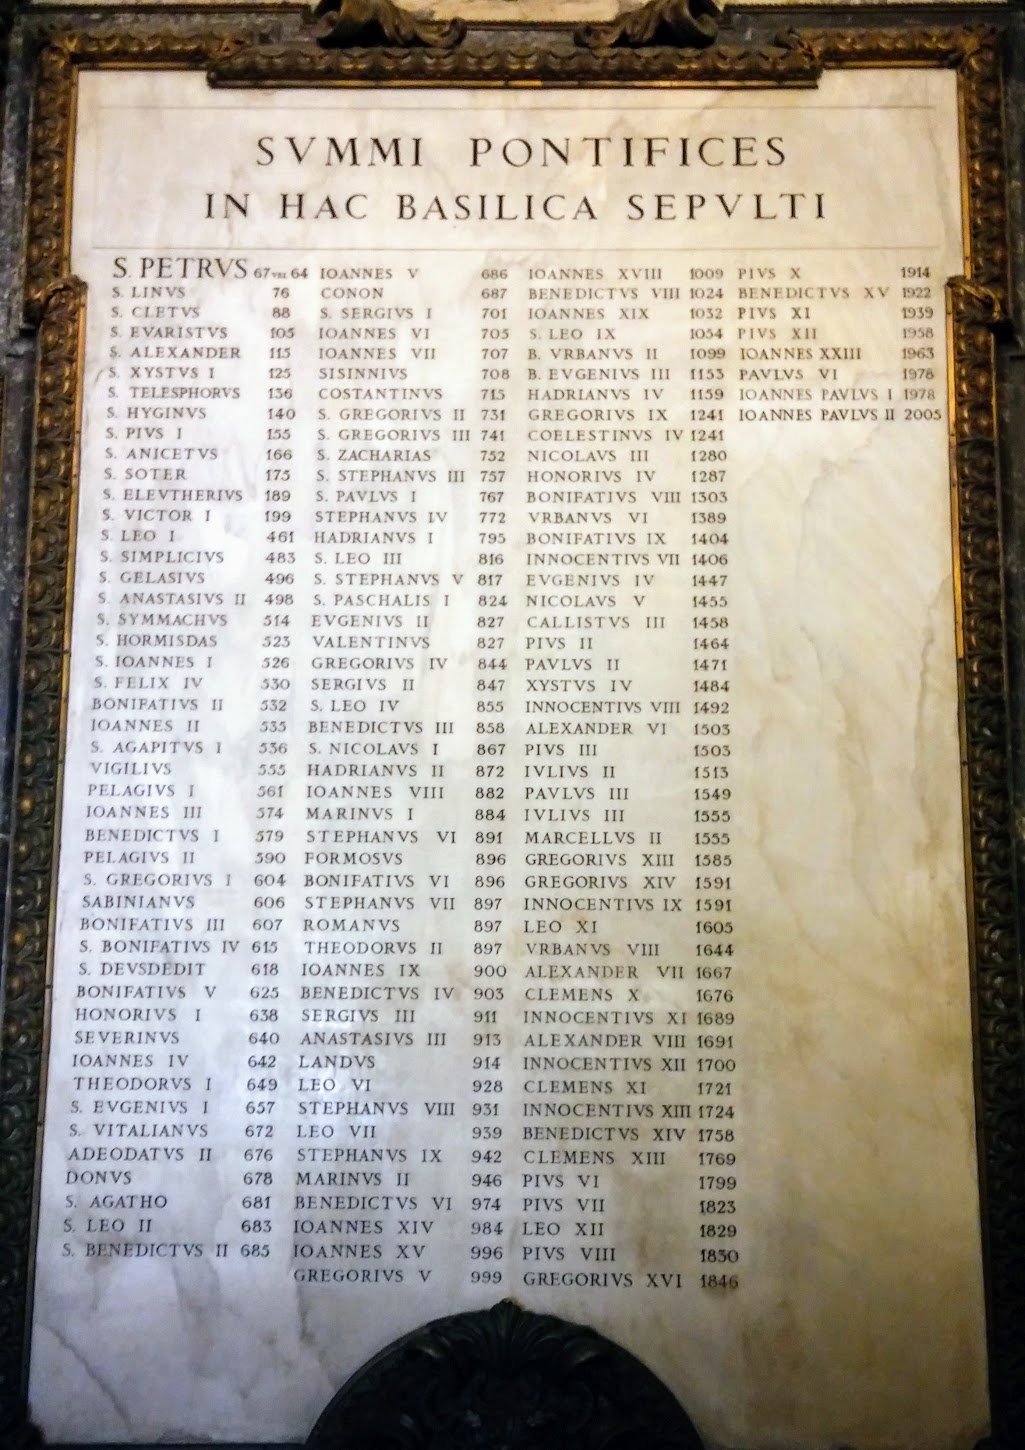 SVMMI PONTIFICES
IN HAC BASILICA SEPVLTI
S. PETRVS 67 VEL 64
S. LINVS 76
S. CLETVS 88
S. EVARISTVS 105
S. ALEXANDER 115
S. XYSTVS I 125
S. TELESPHORVS 136
S. HYGINVS 140
S. PIVS I 155
S. ANICETVS 166
S. SOTER 175
S. ELEVTHERIVS 189
S. VICTOR I 199
S. LEO I 461
S. SIMPLICIVS 483
S. GELASIVS 496
S. ANASTASIVS II 498
S. SYMMACHVS 514
S. HORMISDAS 523
S. IOANNES I 526
S. FELIX IV 530
BONIFATIVS II 532
IOANNES II 535
S. AGAPITVS I 536
VIGILIVS 555
PELAGIVS I 561
IOANNES III 574
BENEDICTVS I 579
PELAGIVS II 590
S. GREGORIVS I 604
SABINIANVS 606
BONIFATIVS III 607
S. BONIFATIVS IV 615
S. DEVSDEDIT 618
BONIFATIVS V 625
HONORIVS I 638
SEVERINVS 640
IOANNES IV 642
THEODORVS I 649
S. EVGENIVS I 657
S. VITALIANVS 672
ADEODATVS II 676
DONVS 678
S. AGATHO 681
S. LEO II 683
S. BENEDICTVS II 685
IOANNES V 686
CONON 687
S. SERGIVS I 701
IOANNES VI 705
IOANNES VII 707
SISINNIVS 708
COSTANTINVS 715
S. GREGORIVS II 731
S. GREGORIVS III 741
S. ZACHARIAS 752
S. STEPHANVS III 757
S. PAVLVS I 767
STEPHANVS IV 772
HADRIANVS I 795
S. LEO III 816
S. STEPHANVS V 817
S. PASCHALIS I 824
EVGENIVS II 827
VALENTINVS 827
GREGORIVS IV 844
SERGIVS II 847
S. LEO IV 855
BENEDICTVS III 858
S. NICOLAVS I 867
HADRIANVS II 872
IOANNES VIII 882
MARINVS I 884
STEPHANVS VI 891
FORMOSVS 896
BONIFATIVS VI 896
STEPHANVS VII 897
ROMANVS 897
THEODORVS II 897
IOANNES IX 900
BENEDICTVS IV 903
SERGIVS III 911
ANASTASIVS III 913
LANDVS 914
LEO VI 928
STEPHANVS VIII 931
LEO VII 939
STEPHANVS IX 942
MARINVS II 946
BENEDICTVS VI 974
IOANNES XIV 984
IOANNES XV 996
GREGORIVS V 999
IOANNES XVIII 1009
BENEDICTVS VIII 1024
IOANNES XIX 1032
S. LEO IX 1054
B. VRBANVS II 1099
B. EVGENIVS III 1153
HADRIANVS IV 1159
GREGORIVS IX 1241
COELESTINVS IV 1241
NICOLAVS III 1280
HONORIVS IV 1287
BONIFATIVS VIII 1303
VRBANVS VI 1389
BONIFATIVS IX 1404
INNOCENTIVS VII 1406
EVGENIVS IV 1447
NICOLAVS V 1455
CALLISTVS III 1458
PIVS II 1464
PAVLVS II 1471
XYSTVS IV 1484
INNOCENTIVS VIII 1492
ALEXANDER VI 1503
PIVS III 1503
IVLIVS II 1513
PAVLVS III 1549
IVLIVS III 1555
MARCELLVS II 1555
GREGORIVS XIII 1585
GREGORIVS XIV 1591
INNOCENTIVS IX 1591
LEO XI 1605
VRBANVS VIII 1644
ALEXANDER VII 1667
CLEMENS X 1676
INNOCENTIVS XI 1689
ALEXANDER VIII 1691
INNOCENTIVS XII 1700
CLEMENS XI 1721
INNOCENTIVS XIII 1724
BENEDICTVS XIV 1758
CLEMENS XIII 1769
PIVS VI 1799
PIVS VII 1823
LEO XII 1829
PIVS VIII 1830
GREGORIVS XVI 1846
PIVS X 1914
BENEDICTVS XV 1922
PIVS XI 1939
PIVS XII 1958
IOANNES XXIII 1963
PAVLVS VI 1978
IOANNES PAVLVS I 1978
IOANNES PAVLVS II 2005